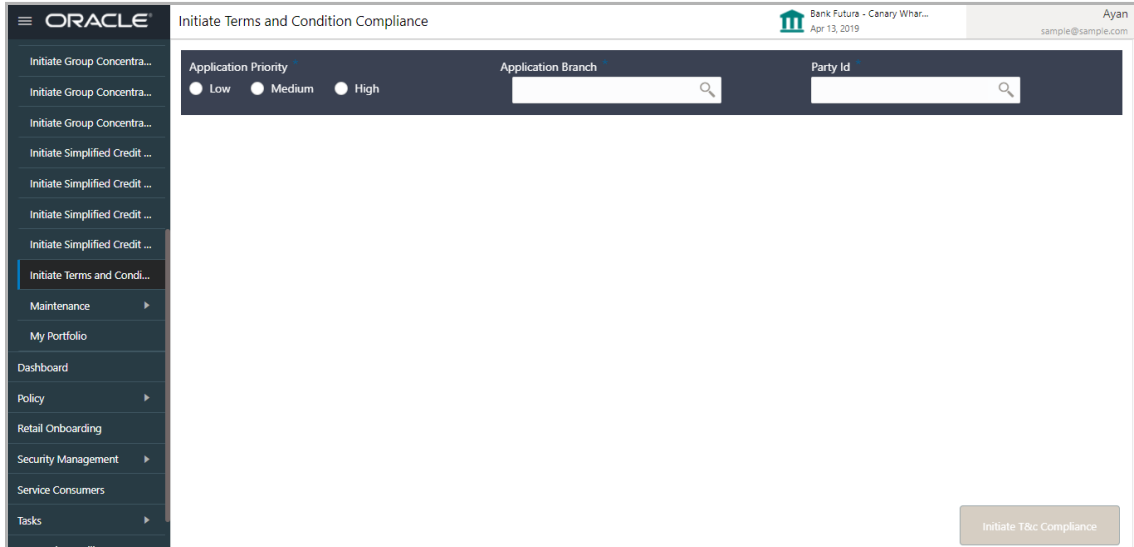 ORACLE
Initiate Terms and Condition Compliance
Bank Futura - Canary Whar...
Apr 13, 2019
Ayan
sample@sample.com
Initiate Group Concentra...
Initiate Group Concentra...
Initiate Group Concentra...
Initiate Simplified Credit ...
Initiate Simplified Credit ...
Initiate Simplified Credit ...
Initiate Simplified Credit ...
Initiate Terms and Condi...
Maintenance
My Portfolio
Dashboard
Policy
Retail Onboarding
Security Management
Service Consumers
Tasks
Application Priority *
Low Medium High
Application Branch *
Party Id *
Initiate T&c Compliance